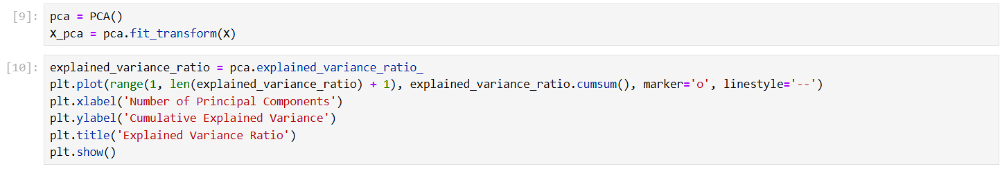 [9]: pca = PCA()
X_pca = pca.fit_transform(X)
[10]: explained_variance_ratio = pca.explained_variance_ratio_
plt.plot(range(1, len(explained_variance_ratio) + 1), explained_variance_ratio.cumsum(), marker='o', linestyle='--')
plt.xlabel('Number of Principal Components')
plt.ylabel('Cumulative Explained Variance')
plt.title('Explained Variance Ratio')
plt.show()